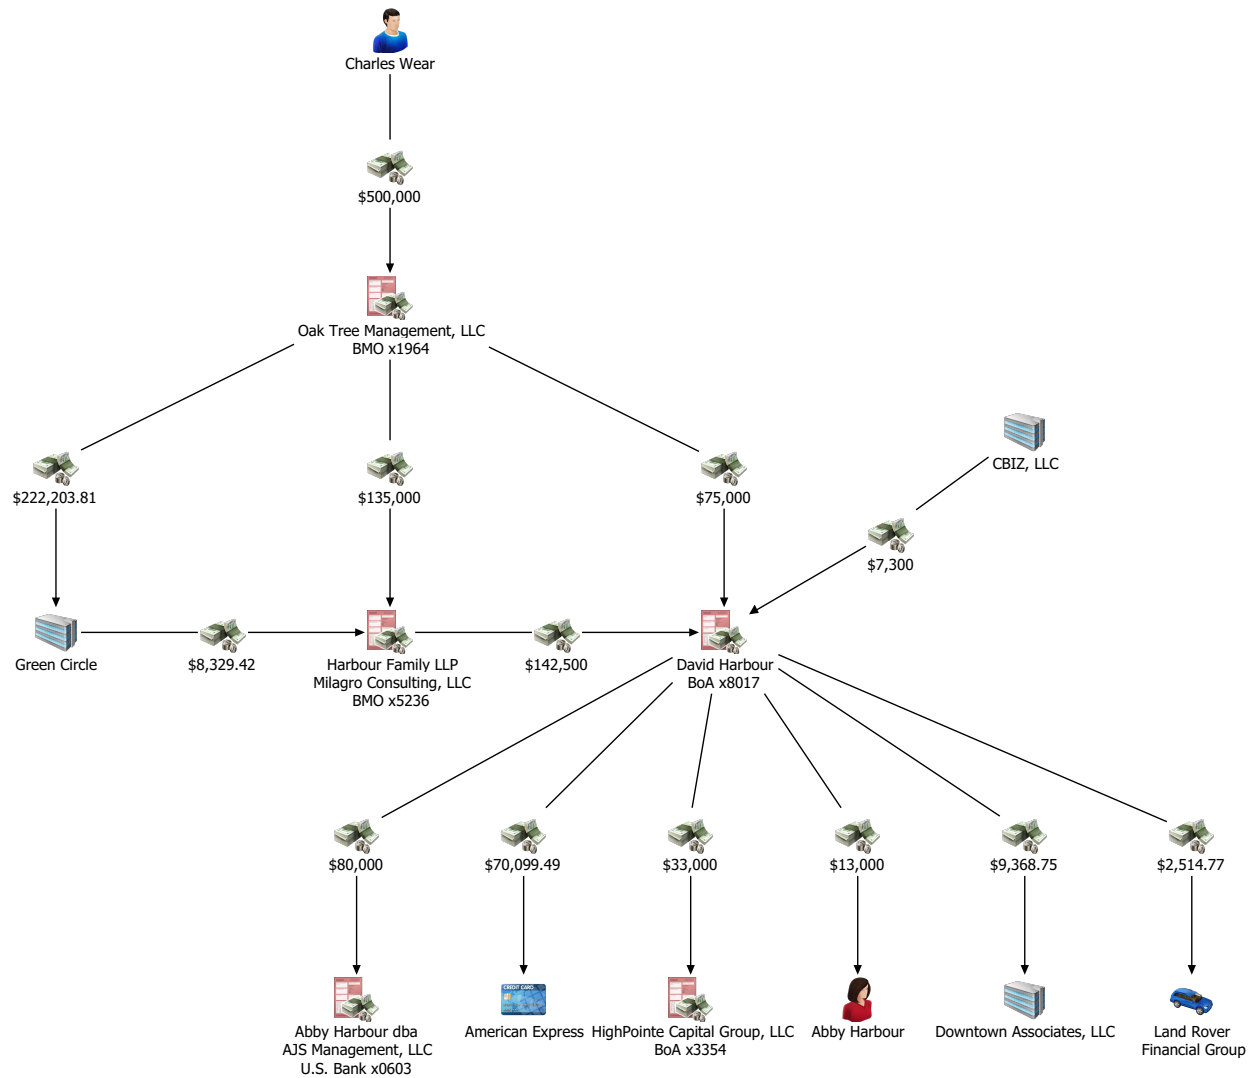 Charles Wear
$500,000
Oak Tree Management, LLC
BMO x1964
CBIZ, LLC
$222,203.81
$135,000
$75,000
$7,300
Green Circle
$8,329.42
Harbour Family LLP
Milagro Consulting, LLC
BMO x5236
$142,500
David Harbour
BoA x8017
$80,000
$70,099.49
$33,000
$13,000
$9,368.75
$2,514.77
CREDIT CARD
Abby Harbour dba
AJS Management, LLC
U.S. Bank x0603
American Express
HighPointe Capital Group, LLC
BoA x3354
Abby Harbour
Downtown Associates, LLC
Land Rover
Financial Group